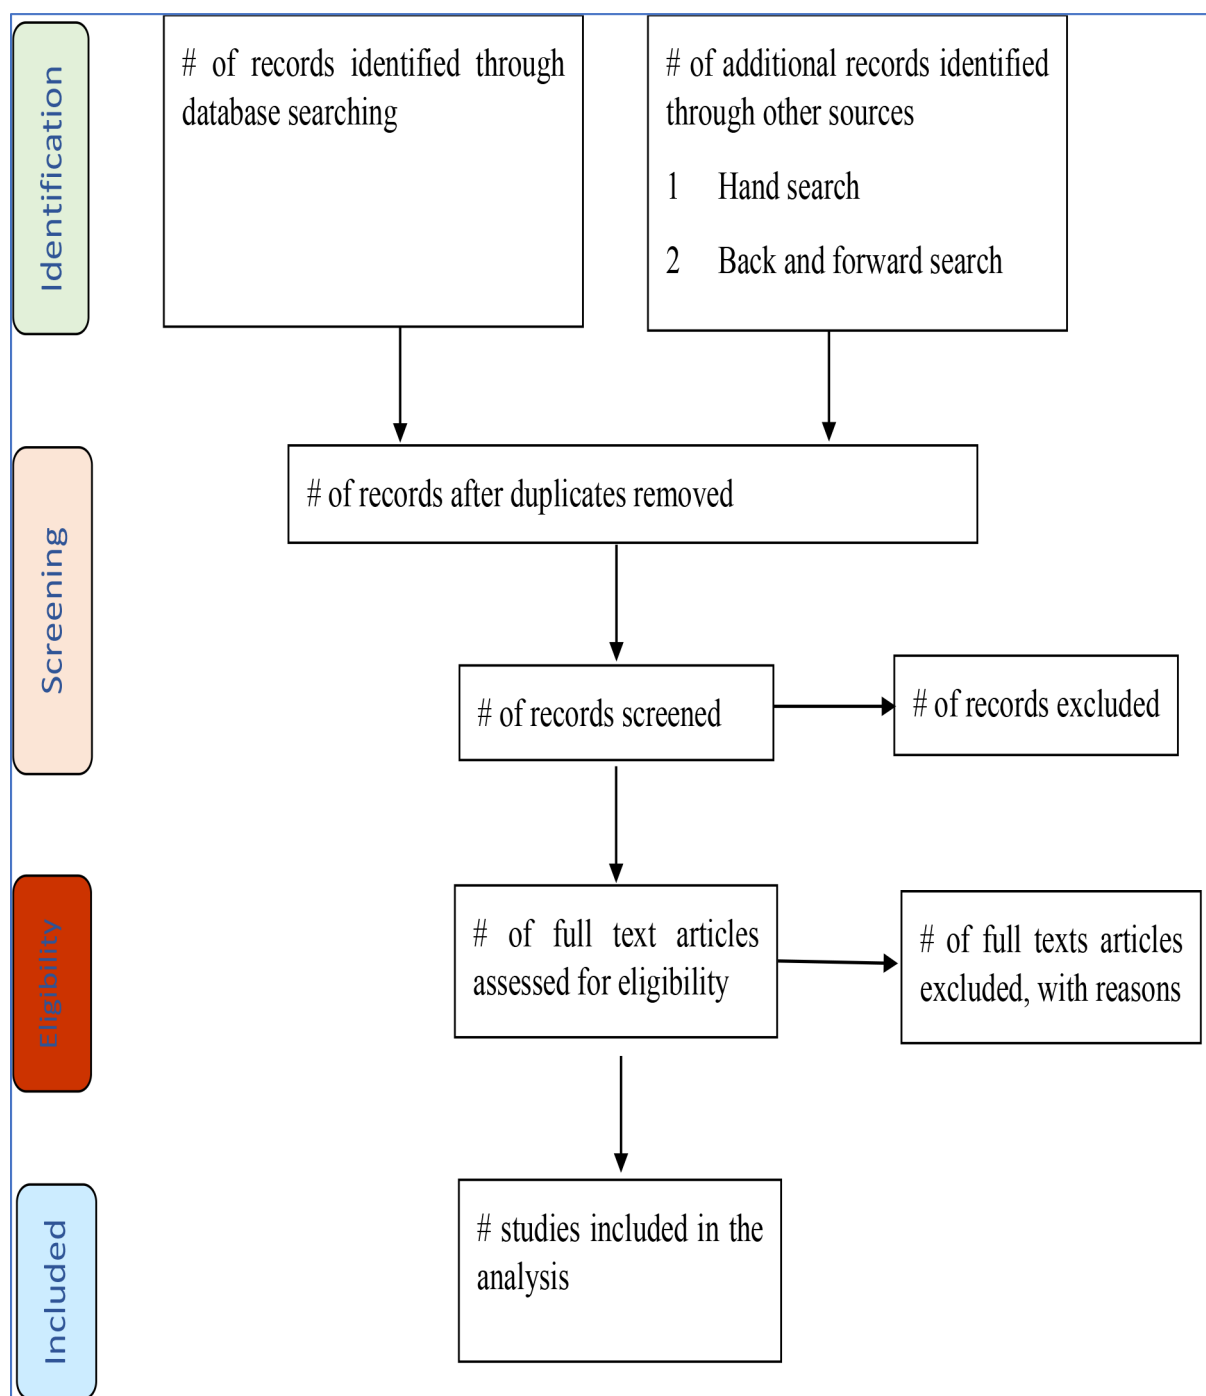 Identification
# of records identified through
database searching
# of additional records identified
through other sources
1 Hand search
2 Back and forward search
Screening
# of records after duplicates removed
# of records screened
# of records excluded
Eligibility
# of full text articles
assessed for eligibility
# of full texts articles
excluded, with reasons
Included
# studies included in the
analysis